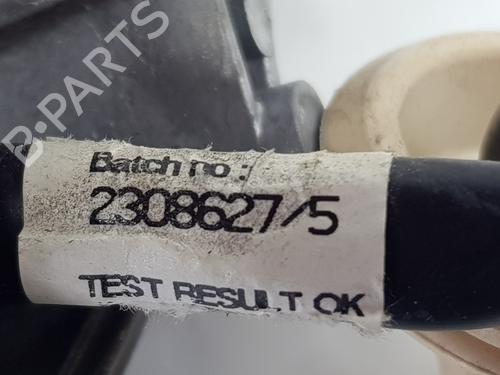 B-PARTS
Batch no :
2308627/5
TEST RESULT OK